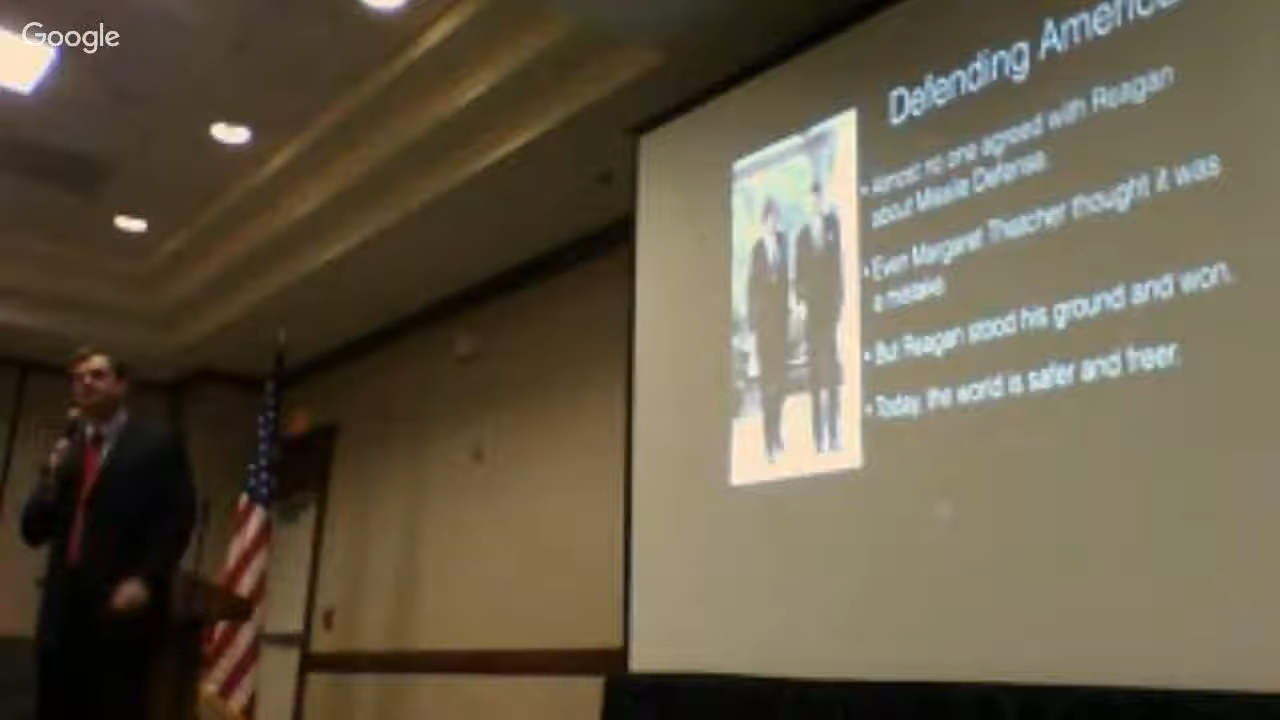 Google
Defending America
• Almost no one agreed with Reagan
about Missile Defense.
• Even Margaret Thatcher thought it was
a mistake.
• But Reagan stood his ground and won.
• Today, the world is safer and freer.